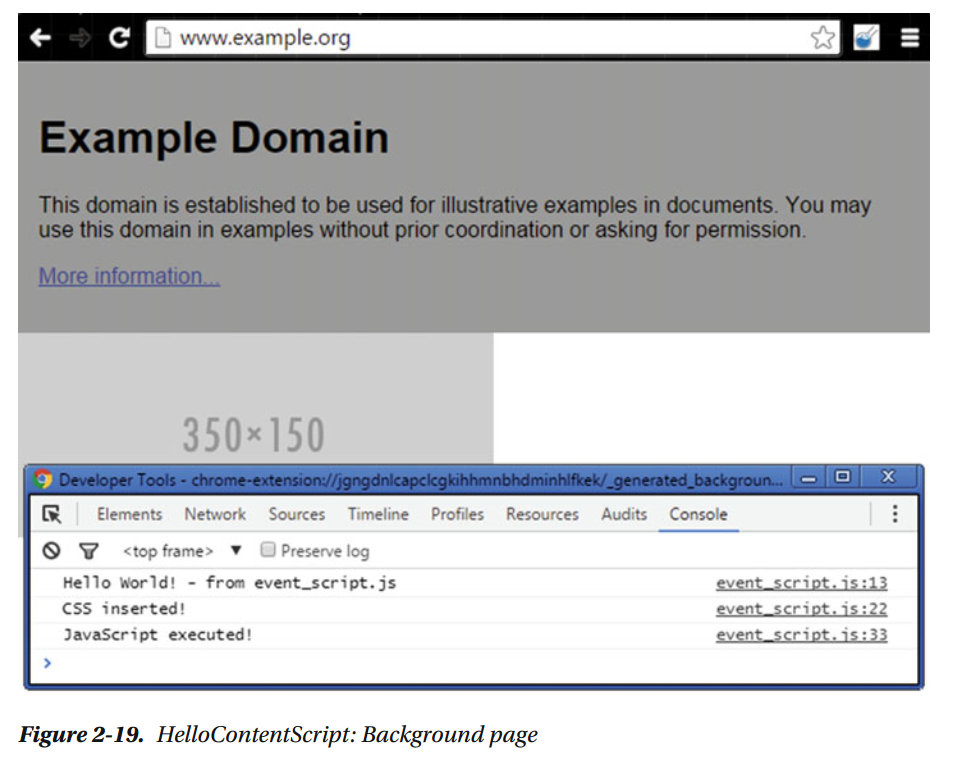 www.example.org
Example Domain
This domain is established to be used for illustrative examples in documents. You may
use this domain in examples without prior coordination or asking for permission.
More information...
350×150
Developer Tools - chrome-extension://jgngdnlcapclcgkihhmnbhdminhlfkek/_generated_backgroun...
Elements Network Sources Timeline Profiles Resources Audits Console
<top frame> ▼ Preserve log
Hello World! - from event_script.js event_script.js:13
CSS inserted! event_script.js:22
JavaScript executed! event_script.js:33
>
Figure 2-19. HelloContentScript: Background page